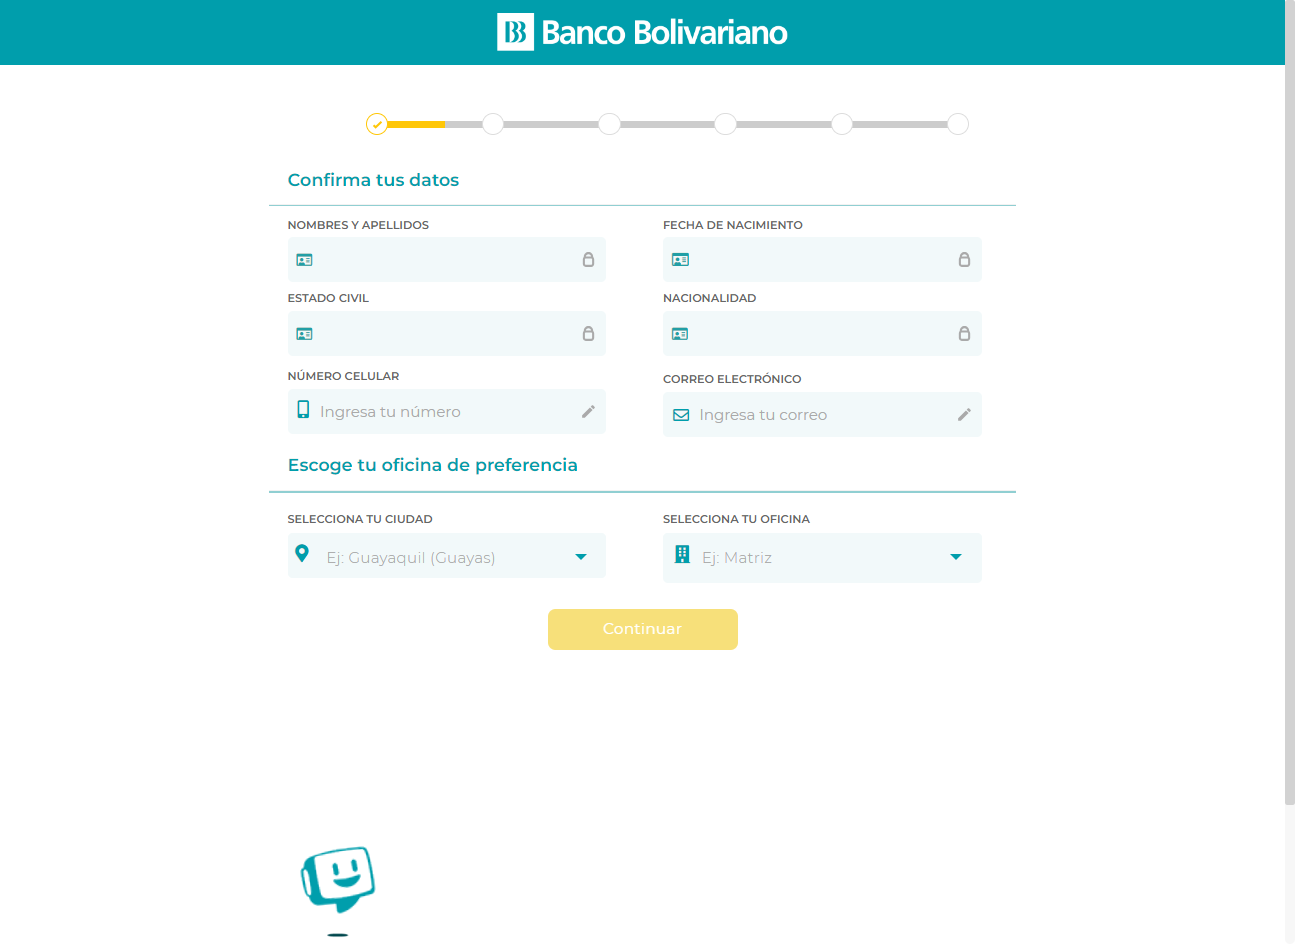 Banco Bolivariano
Confirma tus datos
NOMBRES Y APELLIDOS
FECHA DE NACIMIENTO
ESTADO CIVIL
NACIONALIDAD
NÚMERO CELULAR
Ingresa tu número
CORREO ELECTRÓNICO
Ingresa tu correo
Escoge tu oficina de preferencia
SELECCIONA TU CIUDAD
Ej: Guayaquil (Guayas)
SELECCIONA TU OFICINA
Ej: Matriz
Continuar